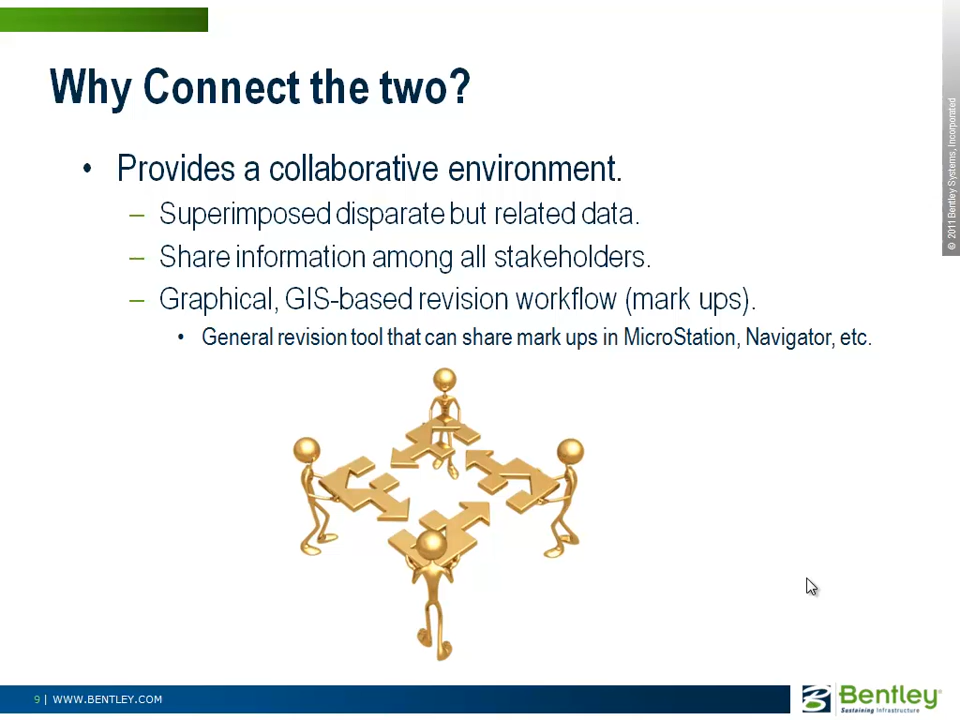 Why Connect the two?
• Provides a collaborative environment.
– Superimposed disparate but related data.
– Share information among all stakeholders.
– Graphical, GIS-based revision workflow (mark ups).
• General revision tool that can share mark ups in MicroStation, Navigator, etc.
© 2011 Bentley Systems, Incorporated
9 | WWW.BENTLEY.COM
Bentley®
Sustaining Infrastructure